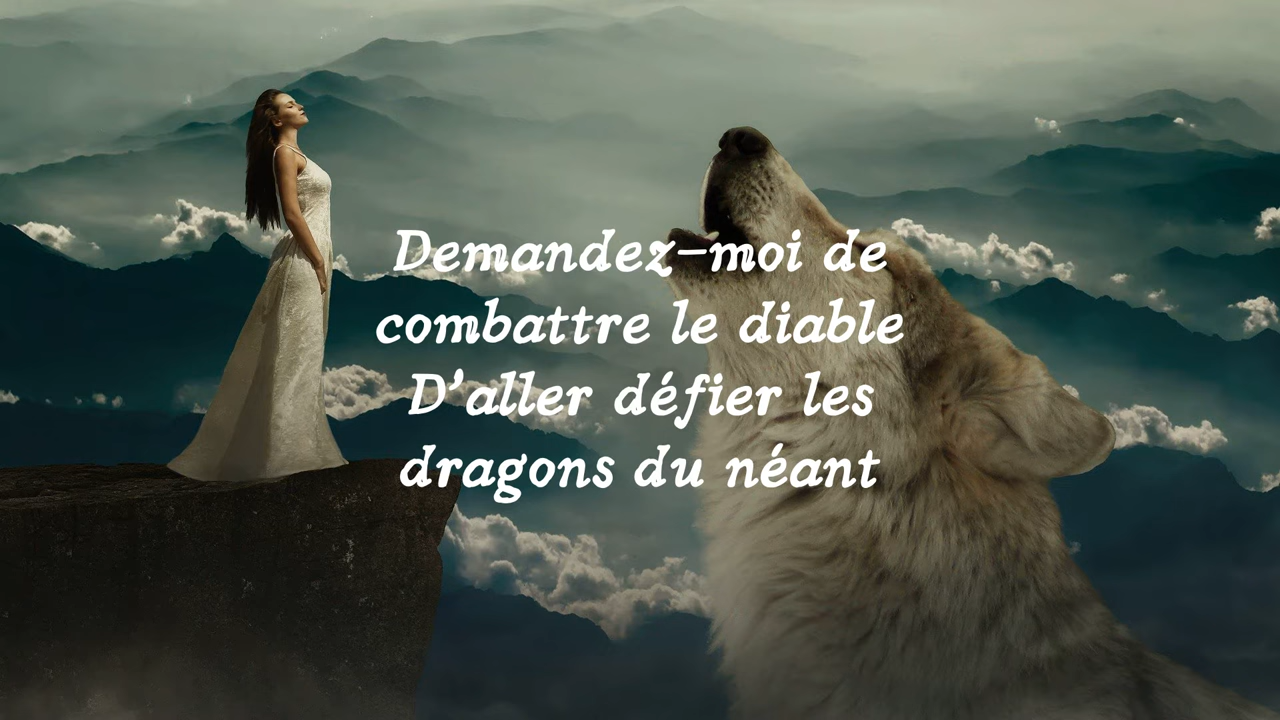 Demandez-moi de
combattre le diable
D'aller défier les
dragons du néant